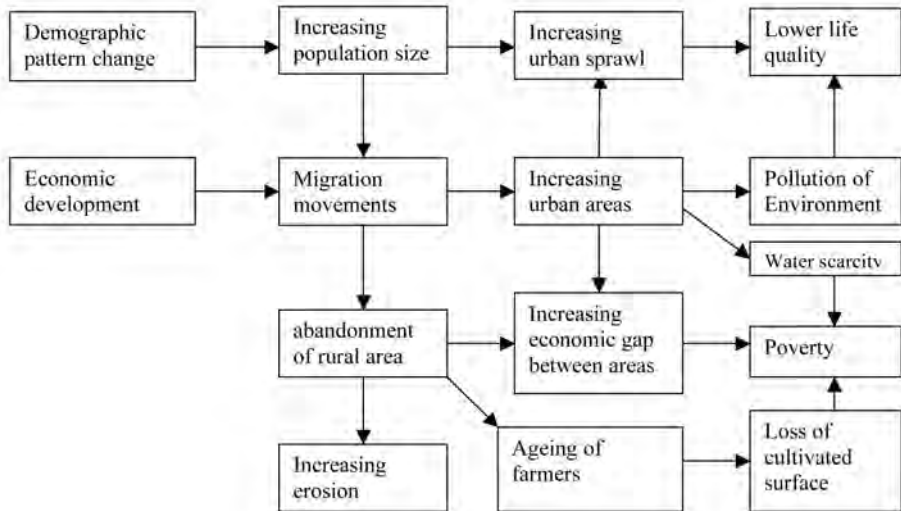 Demographic
pattern change
Increasing
population size
Increasing
urban sprawl
Lower life
quality
Economic
development
Migration
movements
Increasing
urban areas
Pollution of
Environment
Water scarcity
abandonment
of rural area
Increasing
economic gap
between areas
Poverty
Increasing
erosion
Ageing of
farmers
Loss of
cultivated
surface